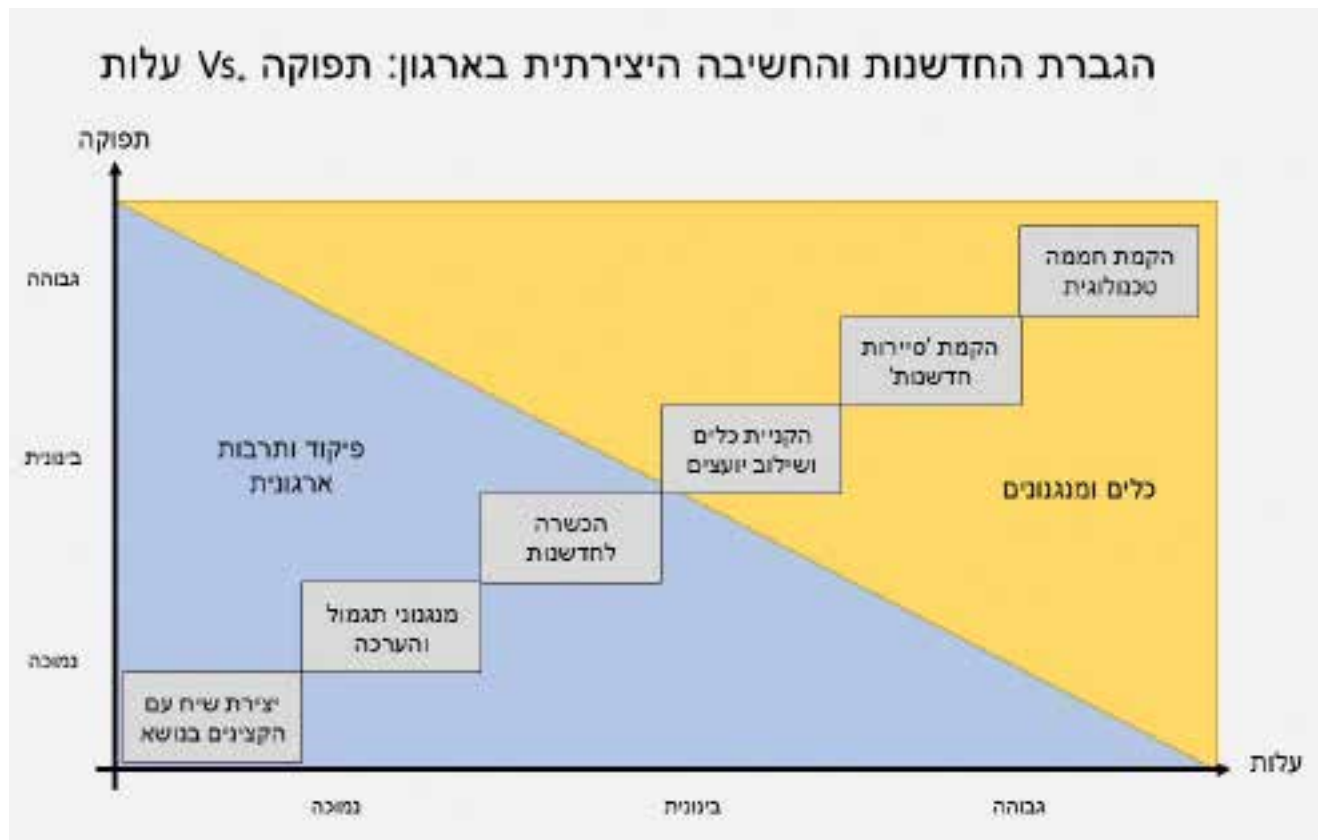 הגברת החדשנות והחשיבה היצירתית בארגון: תפוקה Vs. עלות
תפוקה
גבוהה
בינונית
נמוכה
הקמת חממה
טכנולוגית
הקמת 'סיירות
חדשנות'
הקניית כלים
ושילוב יועצים
הכשרה
לחדשנות
מנגנוני תגמול
והערכה
יצירת שיח עם
הקצינים בנושא
פיקוד ותרבות
ארגונית
כלים ומנגנונים
עלות
נמוכה
בינונית
גבוהה